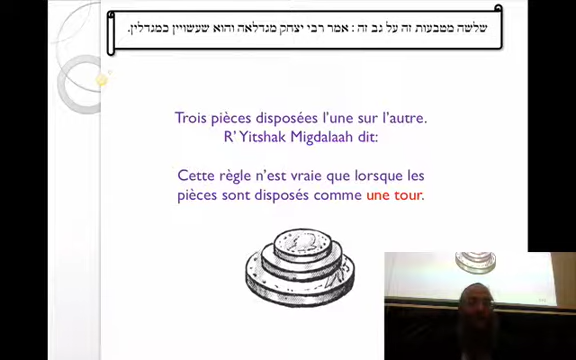 שלשה מטבעות זה על גב זה : אמר רבי יצחק מגדלאה והוא שעשויין כמגדלין.
Trois pièces disposées l'une sur l'autre.
R' Yitshak Migdalaah dit:
Cette règle n'est vraie que lorsque les
pièces sont disposés comme une tour.